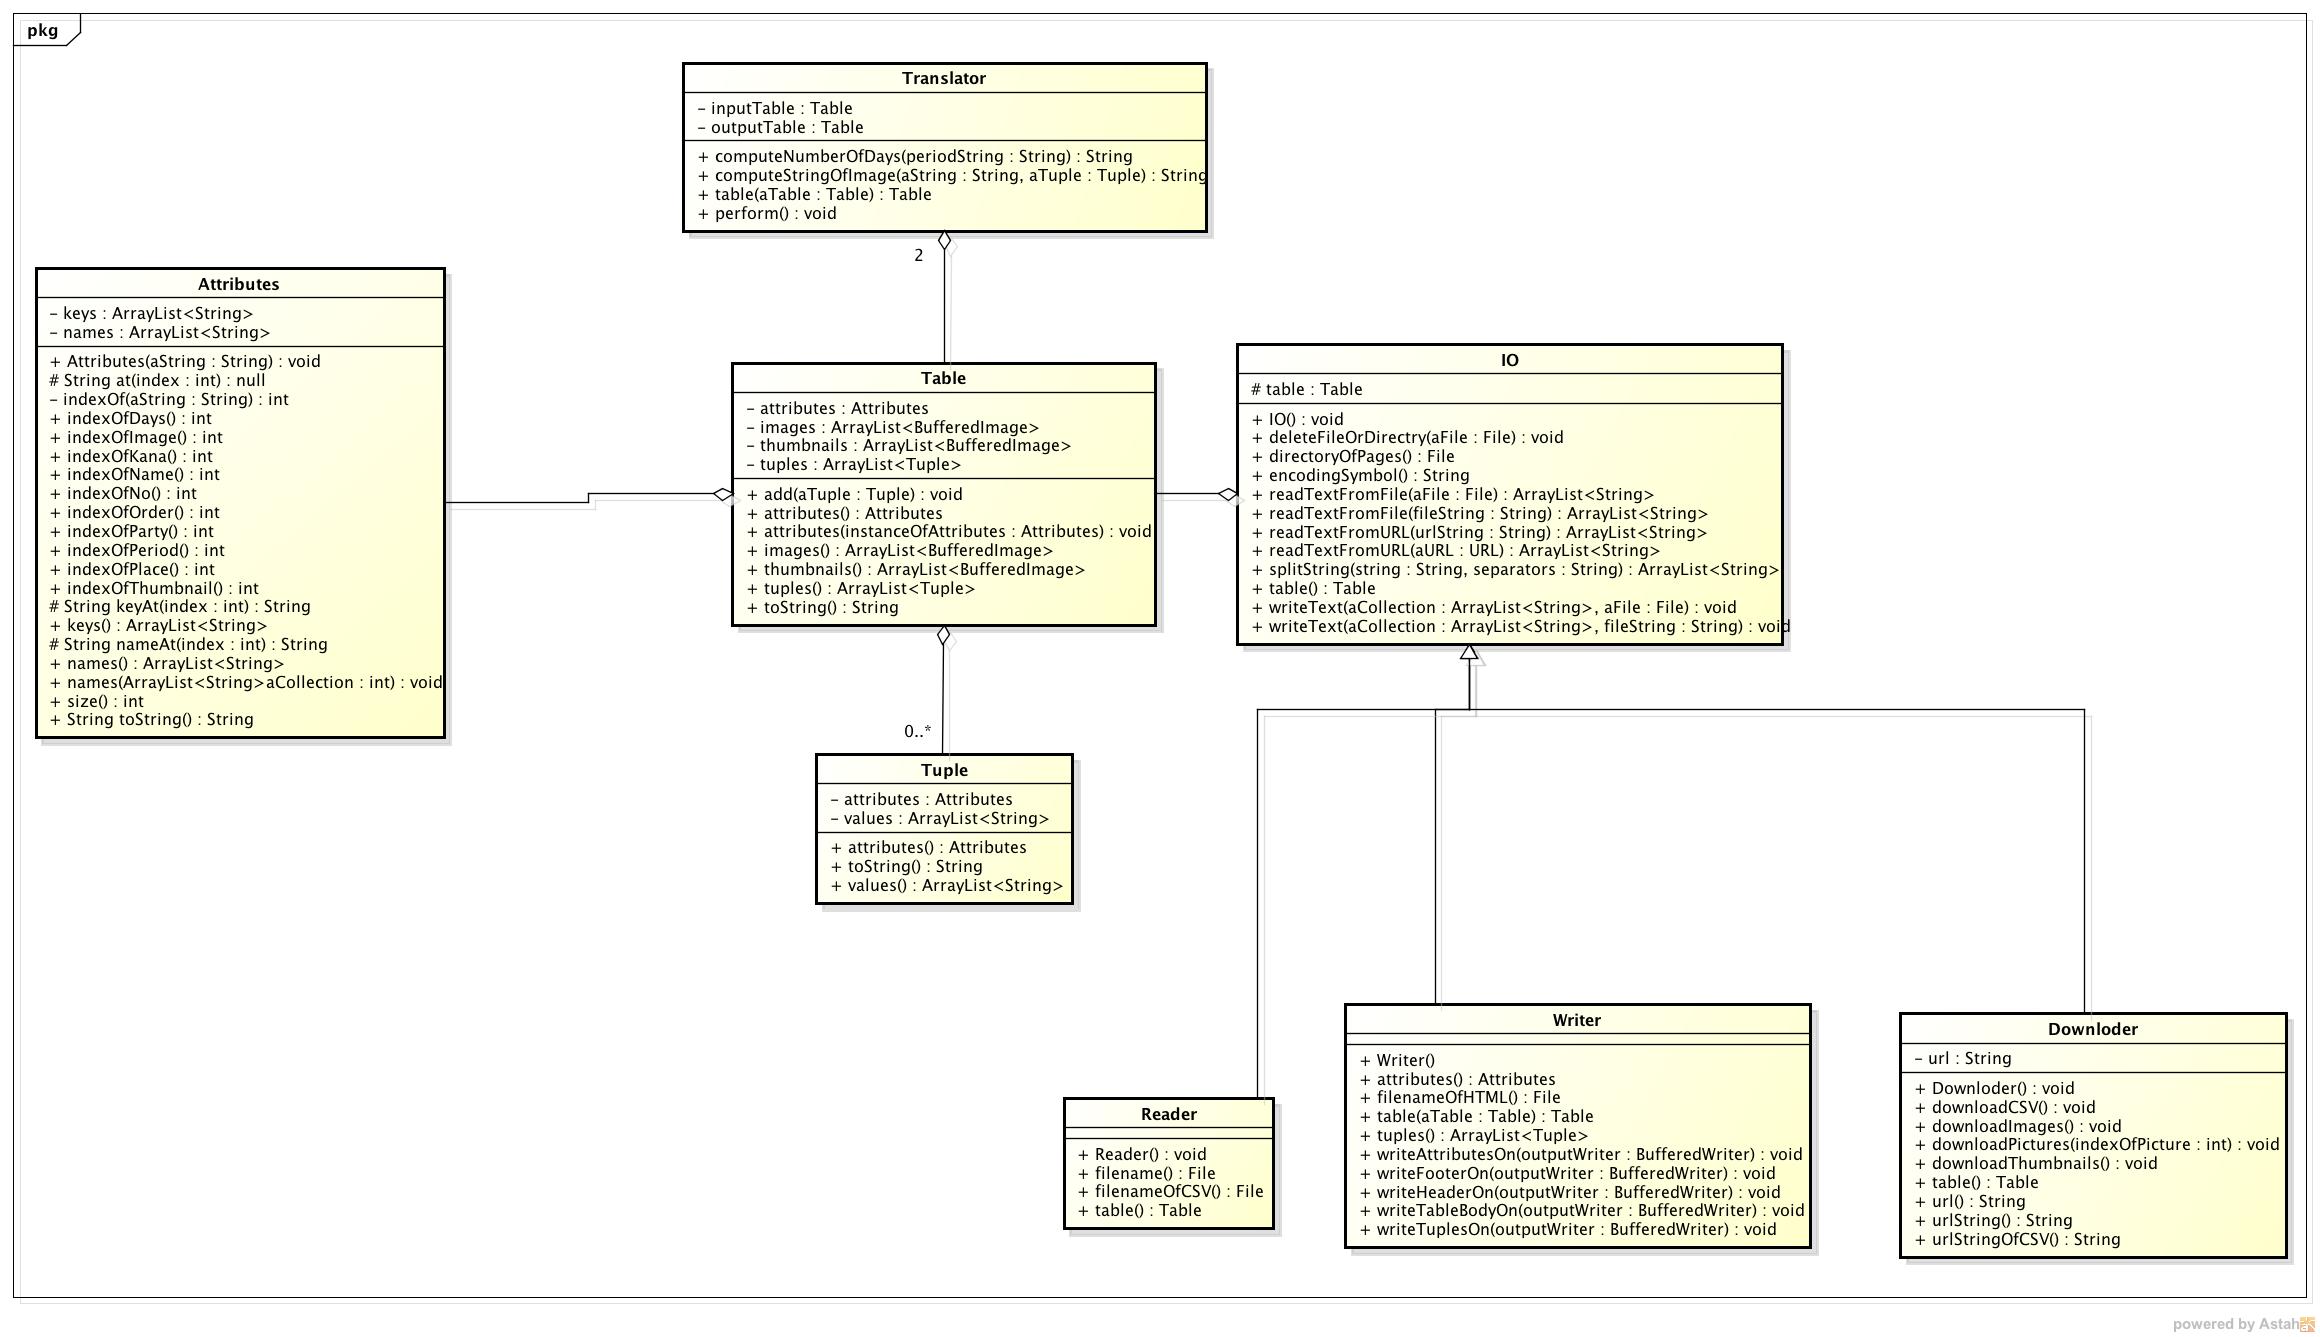 pkg
Translator
– inputTable : Table
– outputTable : Table
+ computeNumberOfDays(periodString : String) : String
+ computeStringOfImage(aString : String, aTuple : Tuple) : String
+ table(aTable : Table) : Table
+ perform() : void
2
Attributes
– keys : ArrayList<String>
– names : ArrayList<String>
+ Attributes(aString : String) : void
# String at(index : int) : null
– indexOf(aString : String) : int
+ indexOfDays() : int
+ indexOfImage() : int
+ indexOfKana() : int
+ indexOfName() : int
+ indexOfNo() : int
+ indexOfOrder() : int
+ indexOfParty() : int
+ indexOfPeriod() : int
+ indexOfPlace() : int
+ indexOfThumbnail() : int
# String keyAt(index : int) : String
+ keys() : ArrayList<String>
# String nameAt(index : int) : String
+ names() : ArrayList<String>
+ names(ArrayList<String>aCollection : int) : void
+ size() : int
+ String toString() : String
Table
– attributes : Attributes
– images : ArrayList<BufferedImage>
– thumbnails : ArrayList<BufferedImage>
– tuples : ArrayList<Tuple>
+ add(aTuple : Tuple) : void
+ attributes() : Attributes
+ attributes(instanceOfAttributes : Attributes) : void
+ images() : ArrayList<BufferedImage>
+ thumbnails() : ArrayList<BufferedImage>
+ tuples() : ArrayList<Tuple>
+ toString() : String
IO
# table : Table
+ IO() : void
+ deleteFileOrDirectry(aFile : File) : void
+ directoryOfPages() : File
+ encodingSymbol() : String
+ readTextFromFile(aFile : File) : ArrayList<String>
+ readTextFromFile(fileString : String) : ArrayList<String>
+ readTextFromURL(urlString : String) : ArrayList<String>
+ readTextFromURL(aURL : URL) : ArrayList<String>
+ splitString(string : String, separators : String) : ArrayList<String>
+ table() : Table
+ writeText(aCollection : ArrayList<String>, aFile : File) : void
+ writeText(aCollection : ArrayList<String>, fileString : String) : void
0..*
Tuple
– attributes : Attributes
– values : ArrayList<String>
+ attributes() : Attributes
+ toString() : String
+ values() : ArrayList<String>
Reader
+ Reader() : void
+ filename() : File
+ filenameOfCSV() : File
+ table() : Table
Writer
+ Writer()
+ attributes() : Attributes
+ filenameOfHTML() : File
+ table(aTable : Table) : Table
+ tuples() : ArrayList<Tuple>
+ writeAttributesOn(outputWriter : BufferedWriter) : void
+ writeFooterOn(outputWriter : BufferedWriter) : void
+ writeHeaderOn(outputWriter : BufferedWriter) : void
+ writeTableBodyOn(outputWriter : BufferedWriter) : void
+ writeTuplesOn(outputWriter : BufferedWriter) : void
Downloder
– url : String
+ Downloder() : void
+ downloadCSV() : void
+ downloadImages() : void
+ downloadPictures(indexOfPicture : int) : void
+ downloadThumbnails() : void
+ table() : Table
+ url() : String
+ urlString() : String
+ urlStringOfCSV() : String
powered by Astah